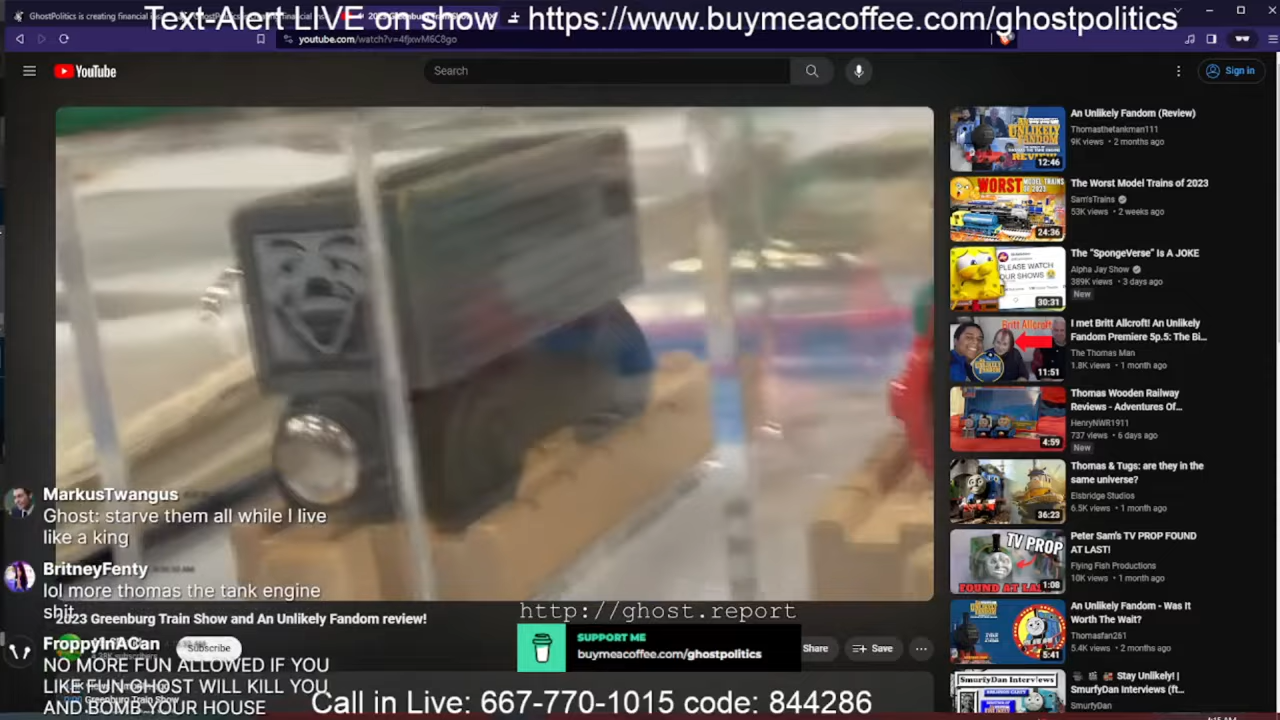 GhostPolitics is creating financial
Text-Alert LIVE on show - https://www.buymeacoffee.com/ghostpolitics
youtube.com/watch?v=4fjxwM6C8go
YouTube
Search
Sign in
An Unlikely Fandom (Review)
Thomasthetankman111
9K views • 2 months ago
12:46
The Worst Model Trains of 2023
Sam'sTrains
53K views • 2 weeks ago
24:36
The "SpongeVerse" Is A JOKE
Alpha Jay Show
389K views • 3 days ago
New
30:31
I met Britt Allcroft! An Unlikely
Fandom Premiere 5p.5: The Bi...
The Thomas Man
1.8K views • 1 month ago
11:51
Thomas Wooden Railway
Reviews - Adventures Of...
HenryNWR1911
737 views • 6 days ago
New
4:59
Thomas & Tugs: are they in the
same universe?
Elsbridge Studios
6.5K views • 1 month ago
36:23
Peter Sam's TV PROP FOUND
AT LAST!
Flying Fish Productions
10K views • 1 month ago
1:08
An Unlikely Fandom - Was It
Worth The Wait?
Thomasfan261
5.4K views • 2 months ago
5:41
Stay Unlikely! |
SmurfyDan Interviews (ft...
SmurfyDan
MarkusTwangus
Ghost: starve them all while I live
like a king
BritneyFenty
lol more thomas the tank engine
shit
2023 Greenburg Train Show and An Unlikely Fandom review!
FroppyInACan
NO MORE FUN ALLOWED IF YOU
LIKE FUN GHOST WILL KILL YOU
AND BOMB YOUR HOUSE
Subscribe
http://ghost.report
SUPPORT ME
buymeacoffee.com/ghostpolitics
Share
Save
Call in Live: 667-770-1015 code: 844286